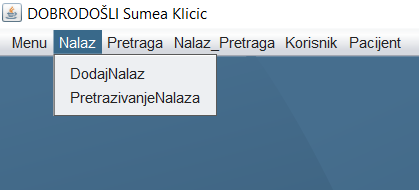 DOBRODOŠLI Sumea Klicic
Menu Nalaz Pretraga Nalaz_Pretraga Korisnik Pacijent
DodajNalaz
PretrazivanjeNalaza